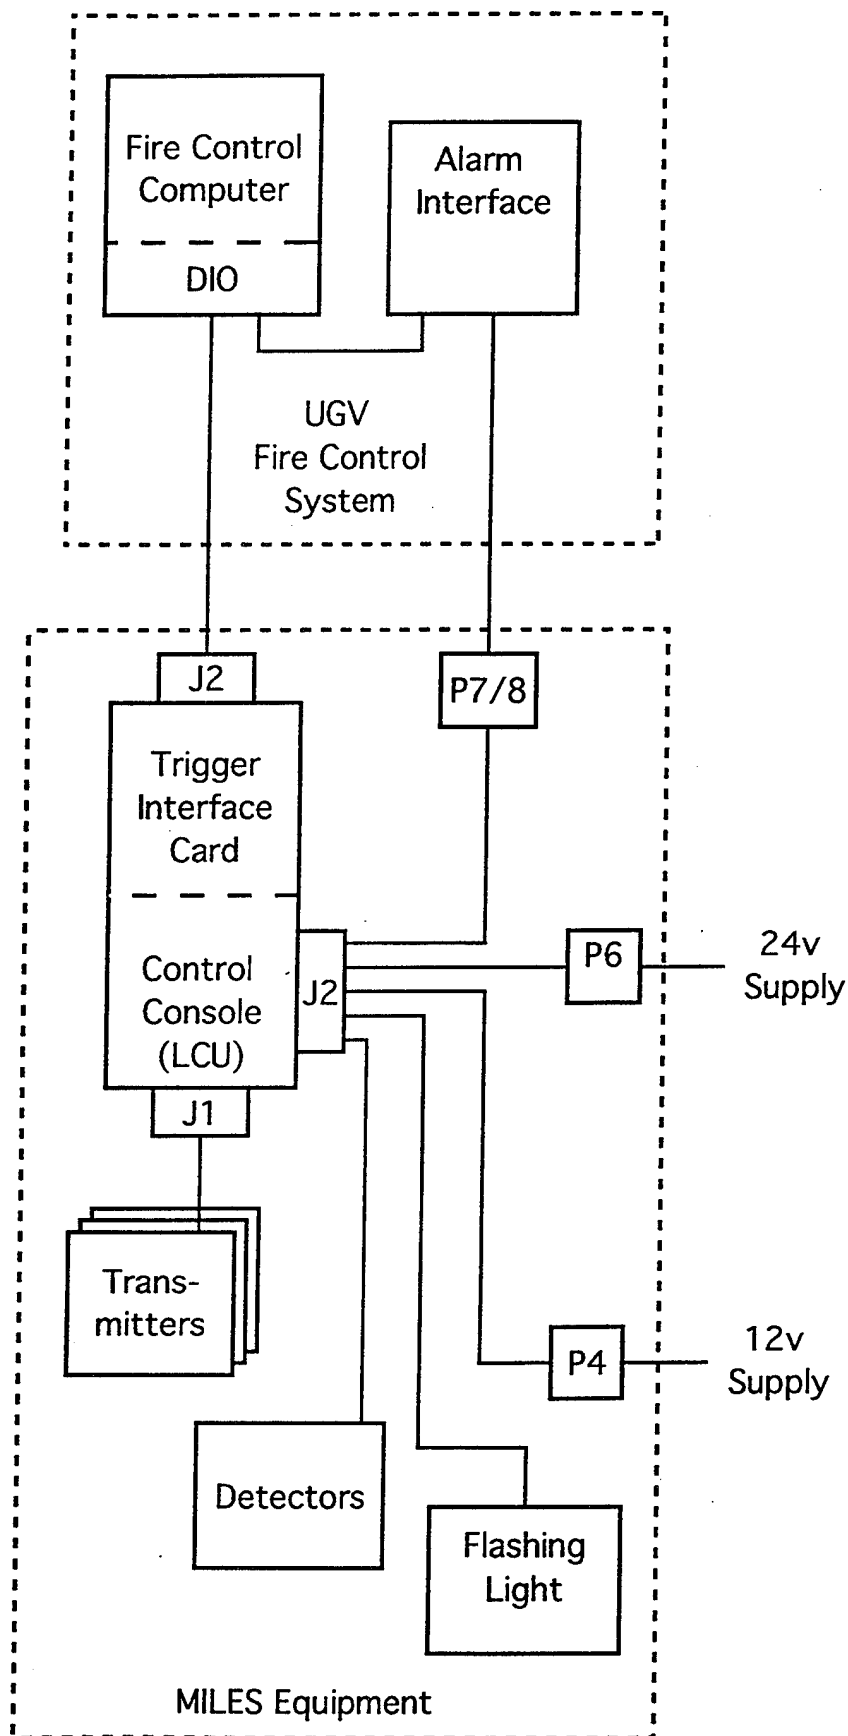 Fire Control
Computer
DIO
Alarm
Interface
UGV
Fire Control
System
J2
P7/8
Trigger
Interface
Card
Control
Console
(LCU)
J2
P6
24v
Supply
J1
Trans-
mitters
P4
12v
Supply
Detectors
Flashing
Light
MILES Equipment